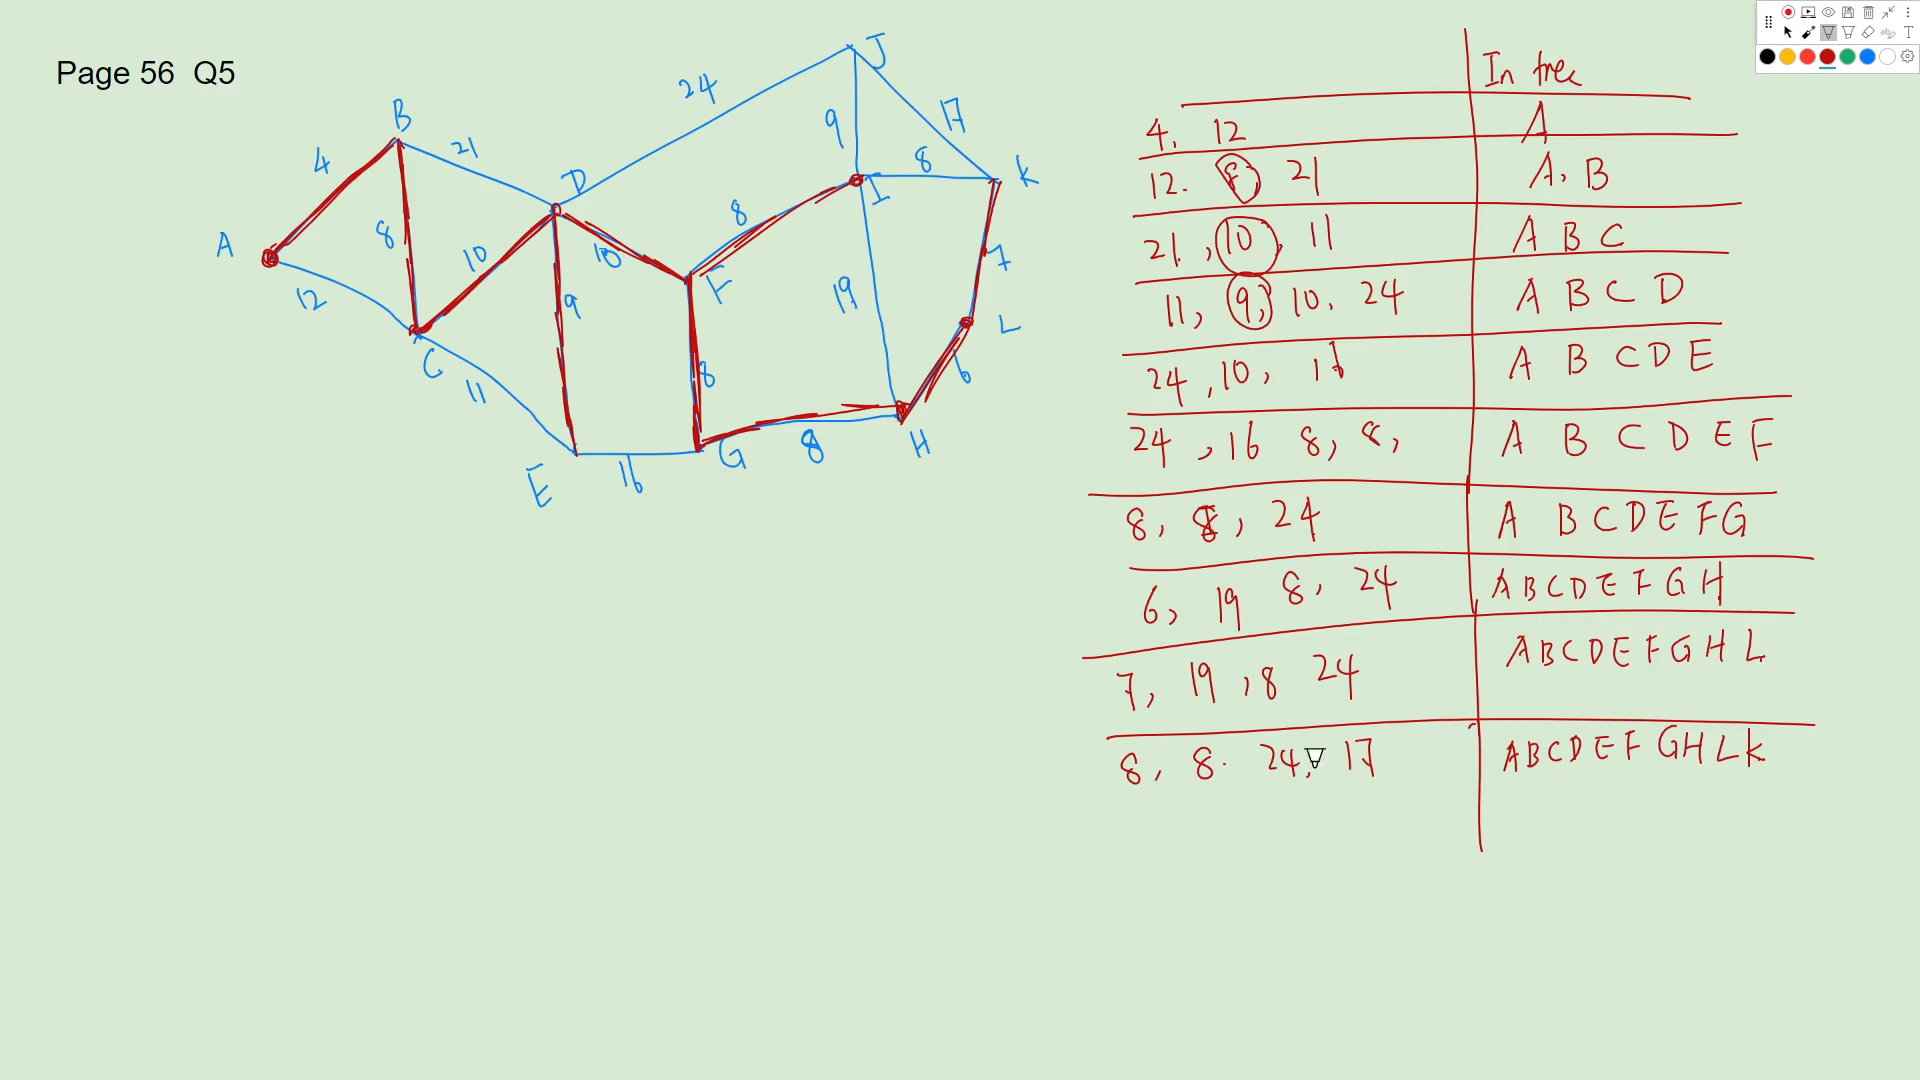 Page 56 Q5
In tree
4, 12 A
12. 8, 21 A, B
21, 10, 11 A B C
11, 9, 10, 24 A B C D
24, 10, 16 A B C D E
24, 16 8, 8, A B C D E F
8, 8, 24 A B C D E F G
6, 19 8, 24 A B C D E F G H
7, 19, 8 24 A B C D E F G H L
8, 8. 24, 17 A B C D E F G H L K
J
24
B
17
4
21
9
8
D
I
K
A
8
8
10
10
F
12
9
19
7
L
C
11
8
6
8
H
G
E
16
T